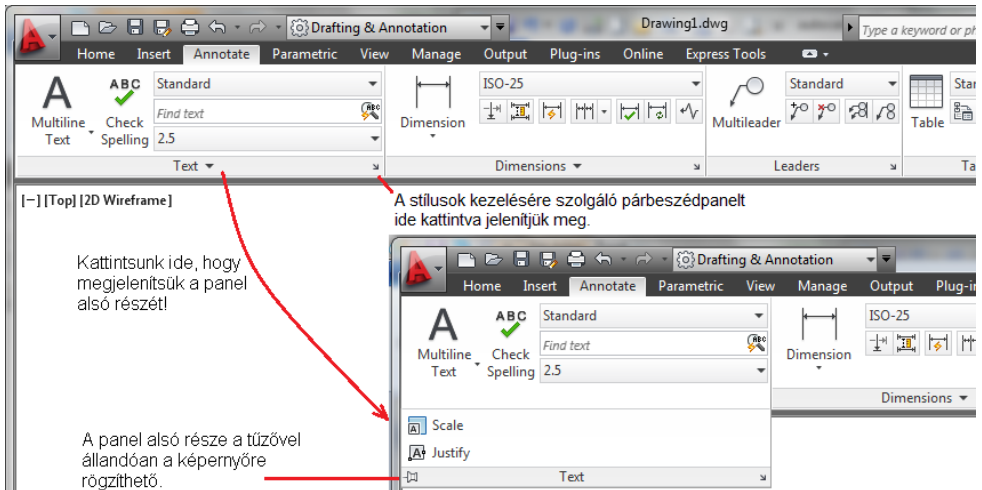 Drafting & Annotation
Drawing1.dwg
Type a keyword or ph
Home Insert Annotate Parametric View Manage Output Plug-ins Online Express Tools
Multiline Text
ABC Check Spelling
Standard
Find text
2.5
Dimension
ISO-25
Multileader
Standard
Table
Stan
Text
Dimensions
Leaders
Ta
[−] [Top] [2D Wireframe]
A stílusok kezelésére szolgáló párbeszédpanelt
ide kattintva jelenítjük meg.
Kattintsunk ide, hogy
megjelenítsük a panel
alsó részét!
Drafting & Annotation
Home Insert Annotate Parametric View Manage Output Plug-in
Multiline Text
ABC Check Spelling
Standard
Find text
2.5
Dimension
ISO-25
Dimensions
Scale
Justify
Text
A panel alsó része a tűzővel
állandóan a képernyőre
rögzíthető.